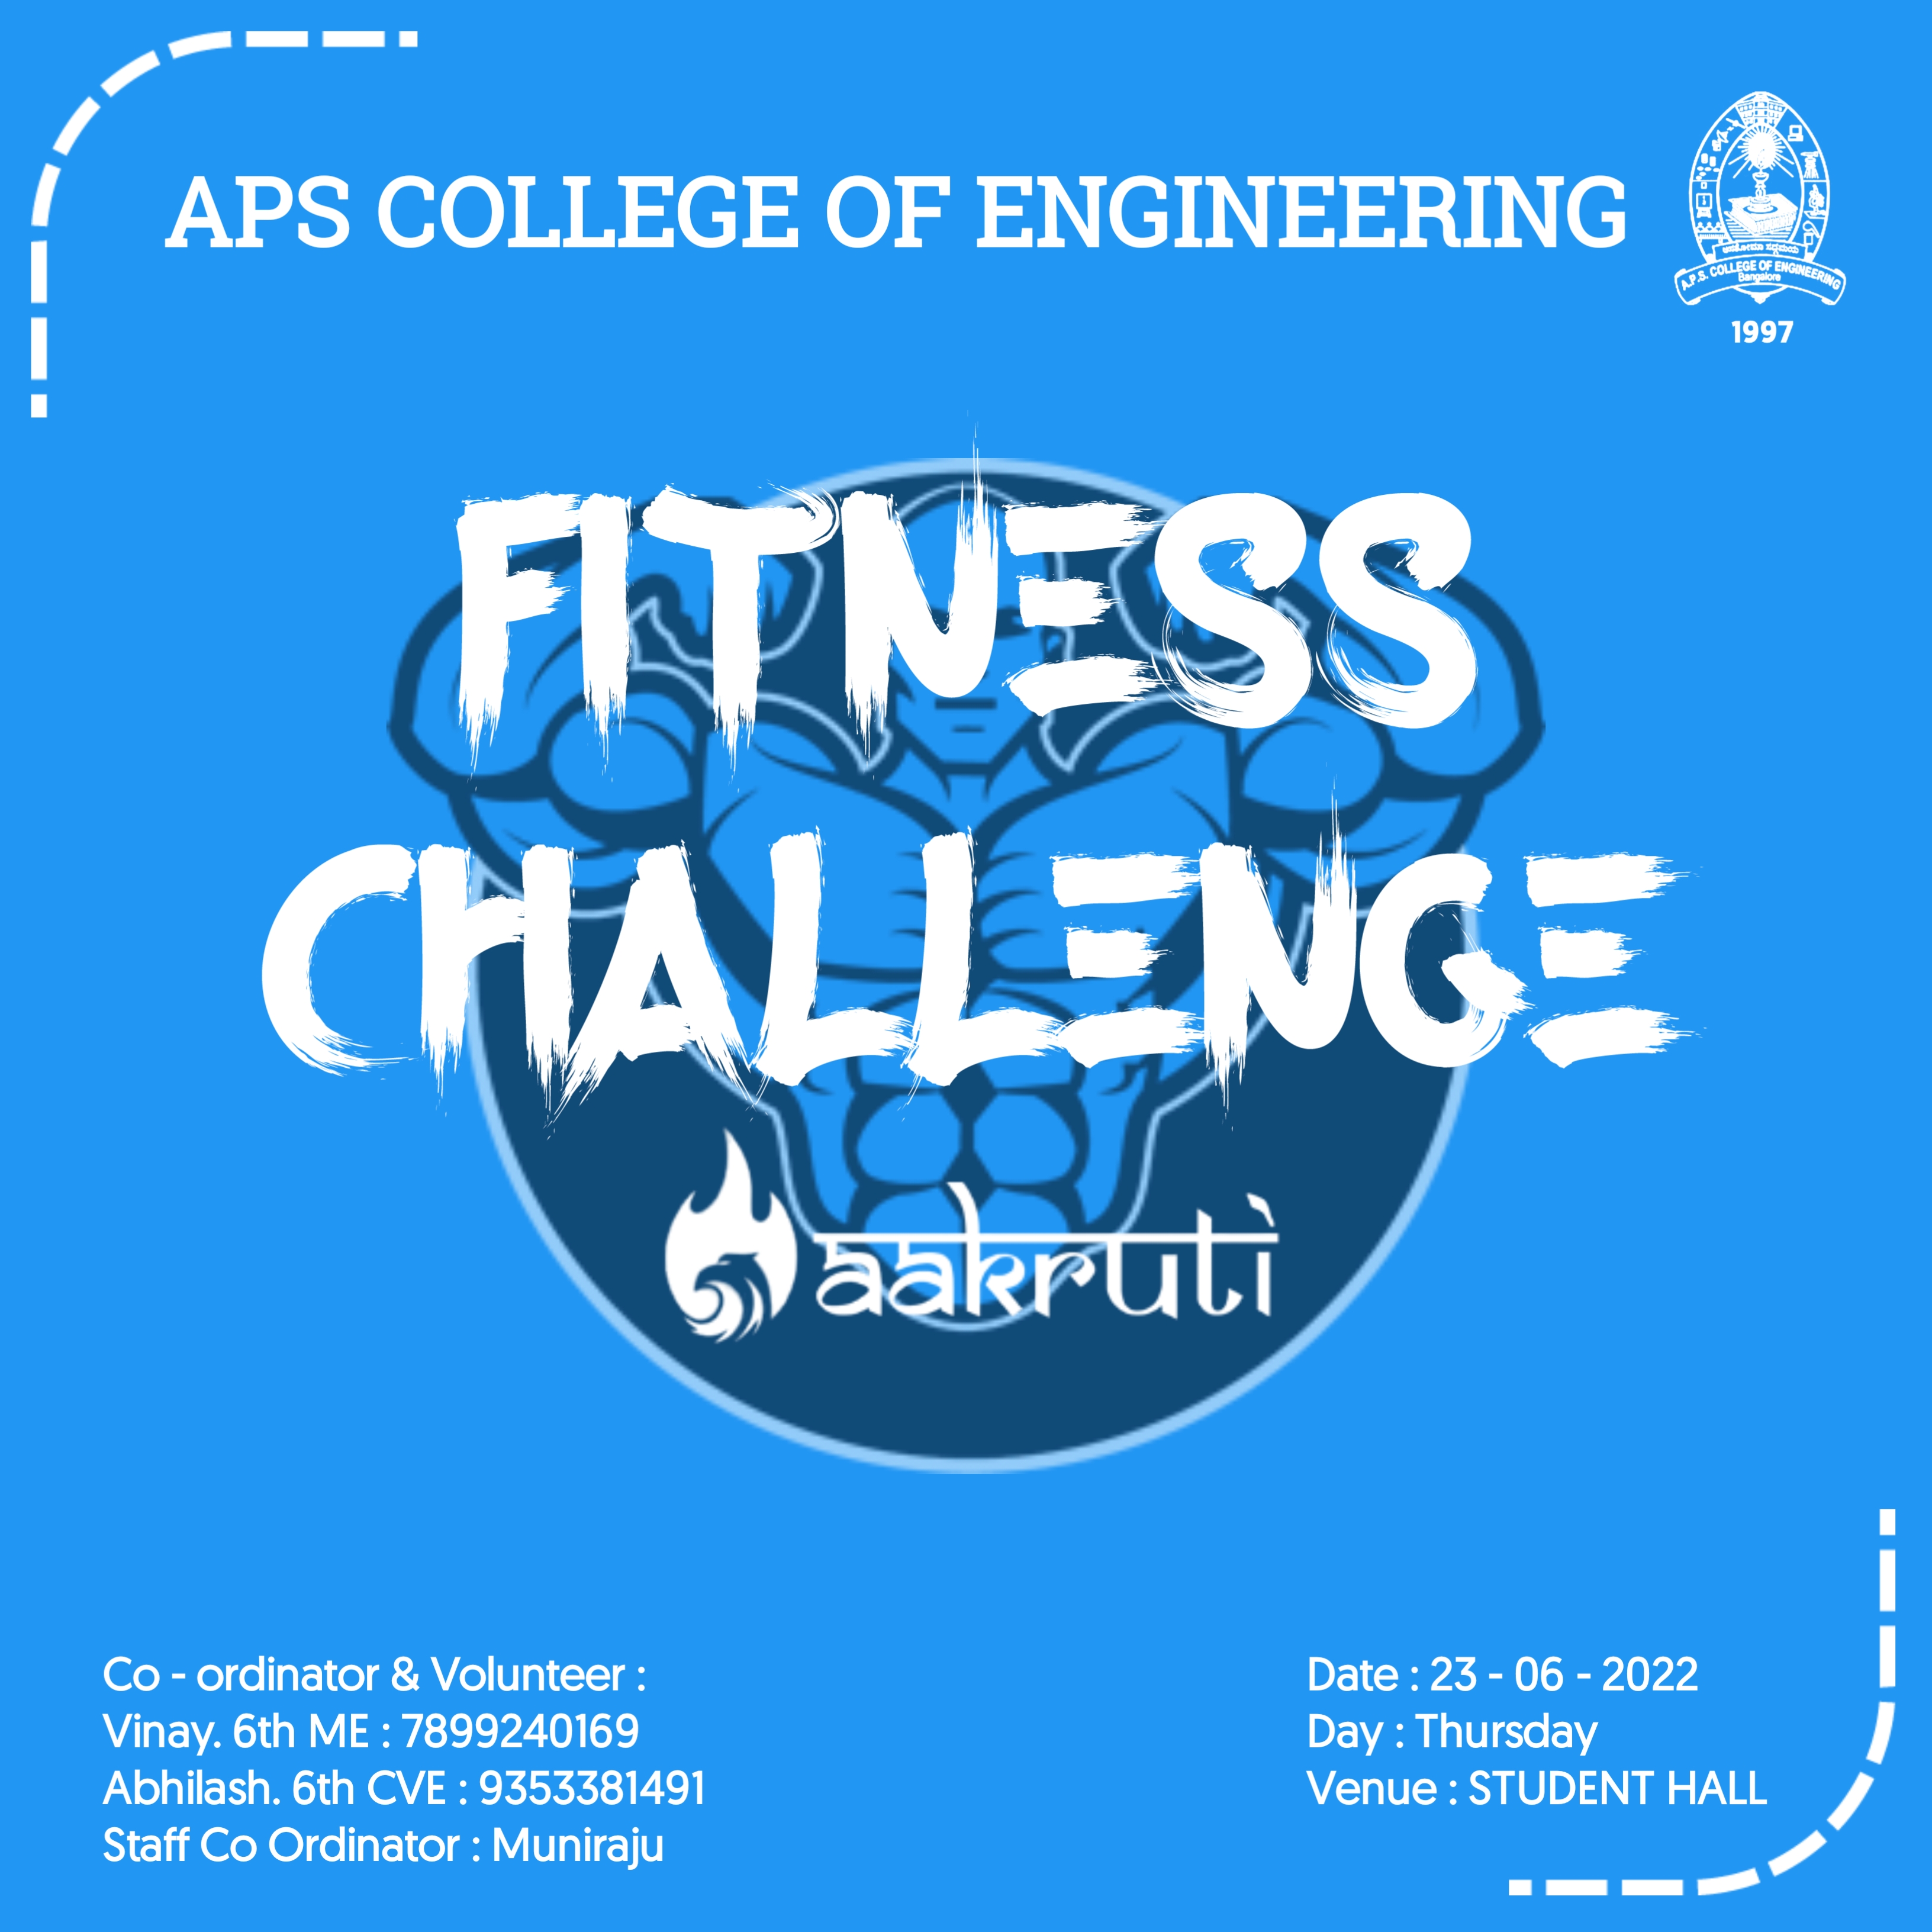 APS COLLEGE OF ENGINEERING
A.P.S. COLLEGE OF ENGINEERING
Bangalore
1997
FITNESS
CHALLENGE
aakruti
Co - ordinator & Volunteer :
Vinay. 6th ME : 7899240169
Abhilash. 6th CVE : 9353381491
Staff Co Ordinator : Muniraju
Date : 23 - 06 - 2022
Day : Thursday
Venue : STUDENT HALL